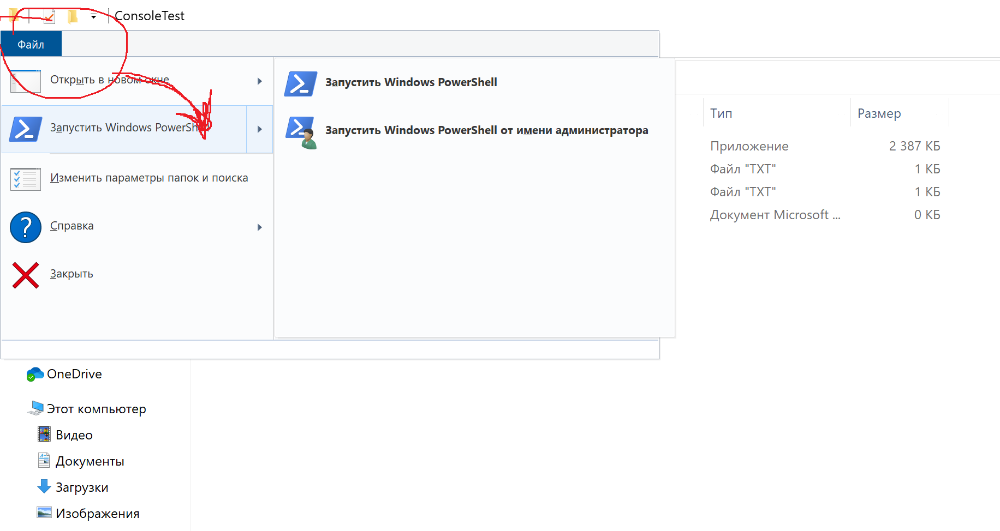 ConsoleTest
Файл
Открыть в новом окне
Запустить Windows PowerShell
Изменить параметры папок и поиска
Справка
Закрыть
Запустить Windows PowerShell
Запустить Windows PowerShell от имени администратора
Тип Размер
Приложение 2 387 КБ
Файл "TXT" 1 КБ
Файл "TXT" 1 КБ
Документ Microsoft ... 0 КБ
OneDrive
Этот компьютер
Видео
Документы
Загрузки
Изображения